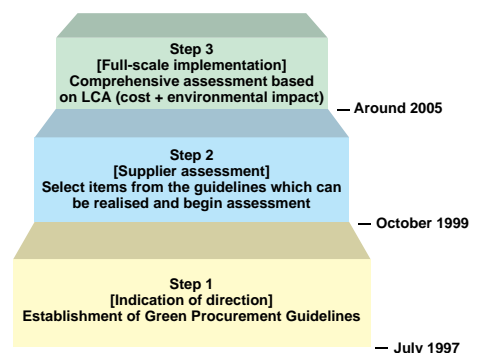 Step 3
[Full-scale implementation]
Comprehensive assessment based
on LCA (cost + environmental impact)
Around 2005
Step 2
[Supplier assessment]
Select items from the guidelines which can
be realised and begin assessment
October 1999
Step 1
[Indication of direction]
Establishment of Green Procurement Guidelines
July 1997